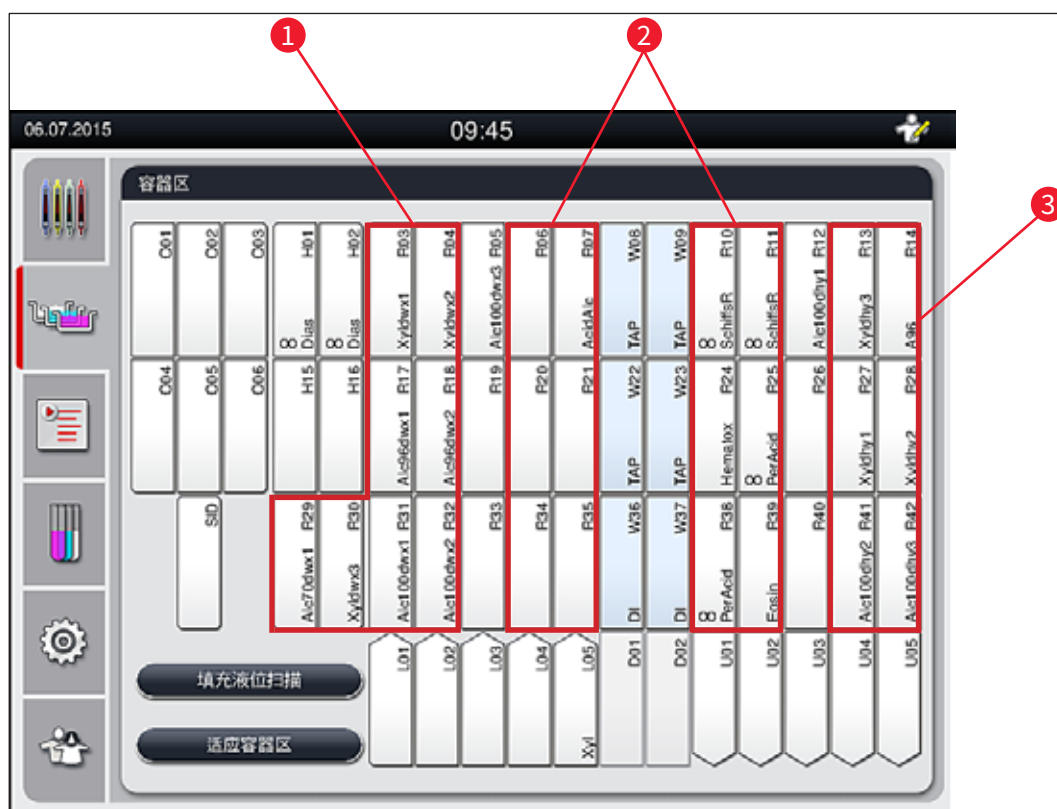 1
2
06.07.2015
09:45
3
容器区
C01
C02
C03
H01
∞
Dias
H02
∞
Dias
R03
Xyldwx1
R04
Xyldwx2
R05
Alc100dwx3
R06
R07
AcidAlc
W08
TAP
W09
TAP
R10
∞
SchiffsR
R11
∞
SchiffsR
R12
Alc100dhy1
R13
Xyldhy3
R14
A96
C04
C05
C06
H15
H16
R17
Alc96dwx1
R18
Alc96dwx2
R19
R20
R21
W22
TAP
W23
TAP
R24
Hematox
R25
∞
PerAcid
R26
R27
Xyldhy1
R28
Xyldhy2
SID
R29
Alc70dwx1
R30
Xyldwx3
R31
Alc100dwx1
R32
Alc100dwx2
R33
R34
R35
W36
DI
W37
DI
R38
∞
PerAcid
R39
Eosin
R40
R41
Alc100dhy2
R42
Alc100dhy3
L01
L02
L03
L04
L05
Xyl
D01
D02
U01
U02
U03
U04
U05
填充液位扫描
适应容器区